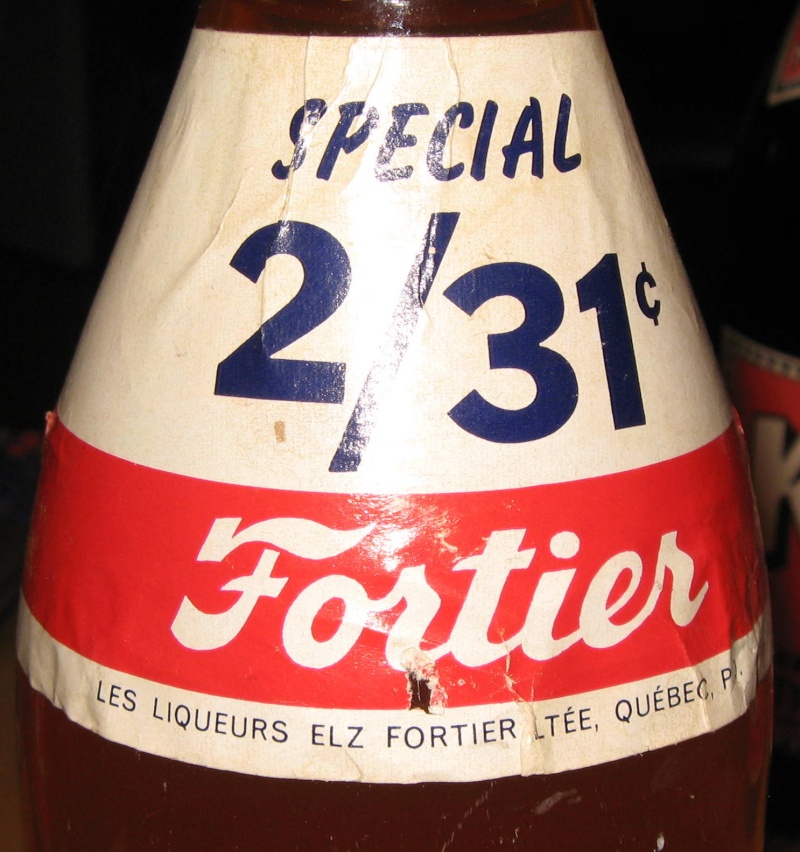 SPECIAL
2/31¢
Fortier
LES LIQUEURS ELZ FORTIER LTÉE, QUÉBEC, P
K